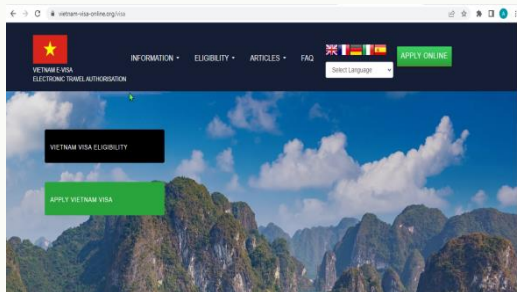 vietnam-visa-online.org/visa
VIETNAM E-VISA
ELECTRONIC TRAVEL AUTHORISATION
INFORMATION
ELIGIBILITY
ARTICLES
FAQ
Select Language
APPLY ONLINE
VIETNAM VISA ELIGIBILITY
APPLY VIETNAM VISA